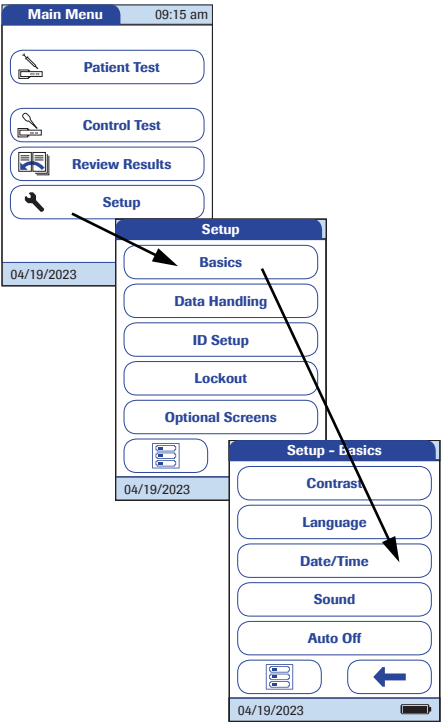 Main Menu 09:15 am
Patient Test
Control Test
Review Results
Setup
04/19/2023
Setup
Basics
Data Handling
ID Setup
Lockout
Optional Screens
04/19/2023
Setup - Basics
Contrast
Language
Date/Time
Sound
Auto Off
04/19/2023